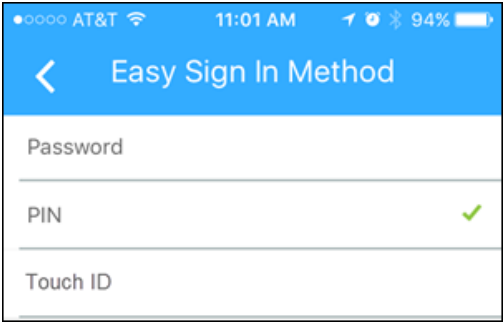 AT&T 11:01 AM 94%
Easy Sign In Method
Password
PIN
Touch ID